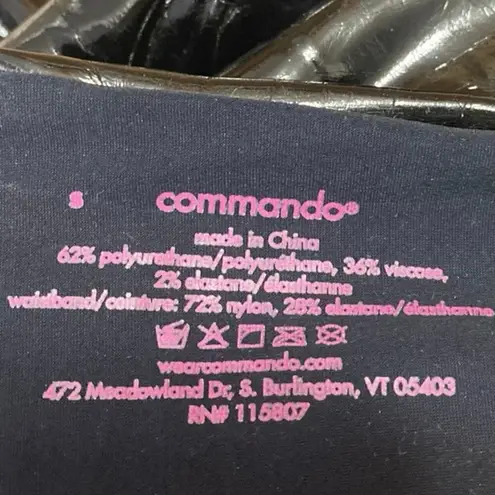 S commando®
made in China
62% polyurethane/polyuréthane, 36% viscose,
2% elastane/élasthanne
waistband/ceinture: 72% nylon, 28% elastane/élasthanne
wearcommando.com
472 Meadowland Dr, S. Burlington, VT 05403
RN# 115807